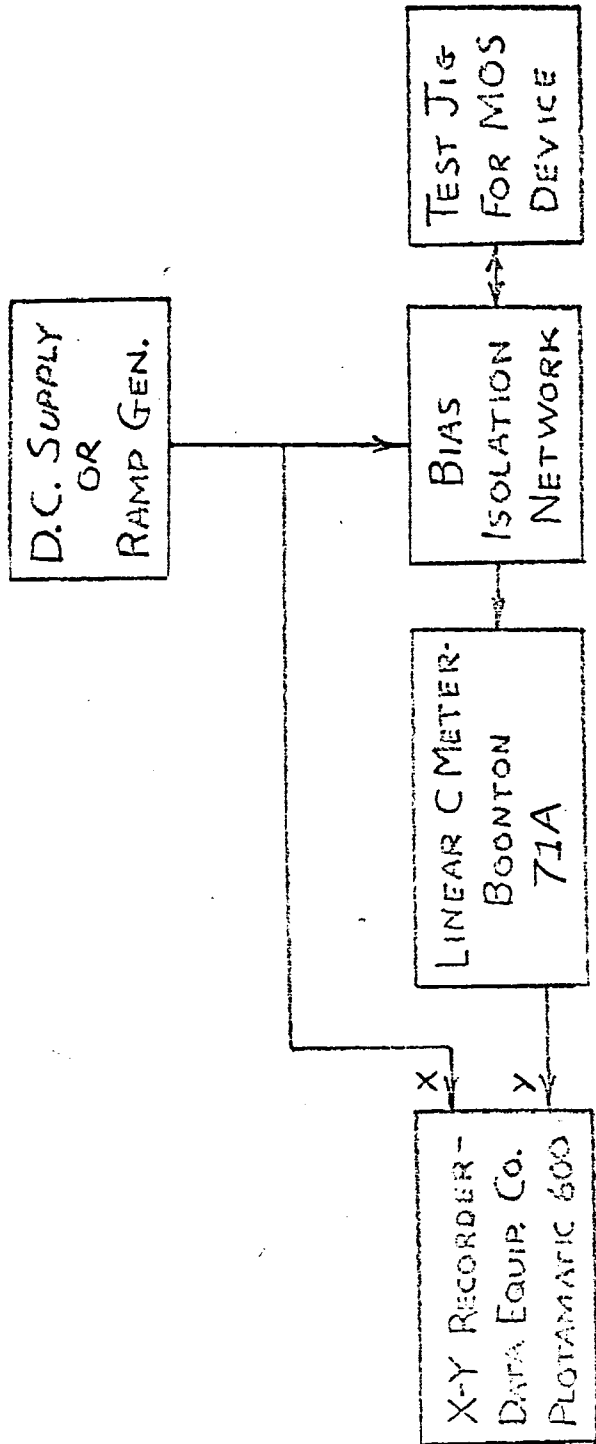 D.C. SUPPLY
OR
RAMP GEN.
X-Y RECORDER-
DATA EQUIP. CO.
PLOTAMATIC 600
X
Y
LINEAR C METER-
BOONTON
71A
BIAS
ISOLATION
NETWORK
TEST JIG
FOR MOS
DEVICE